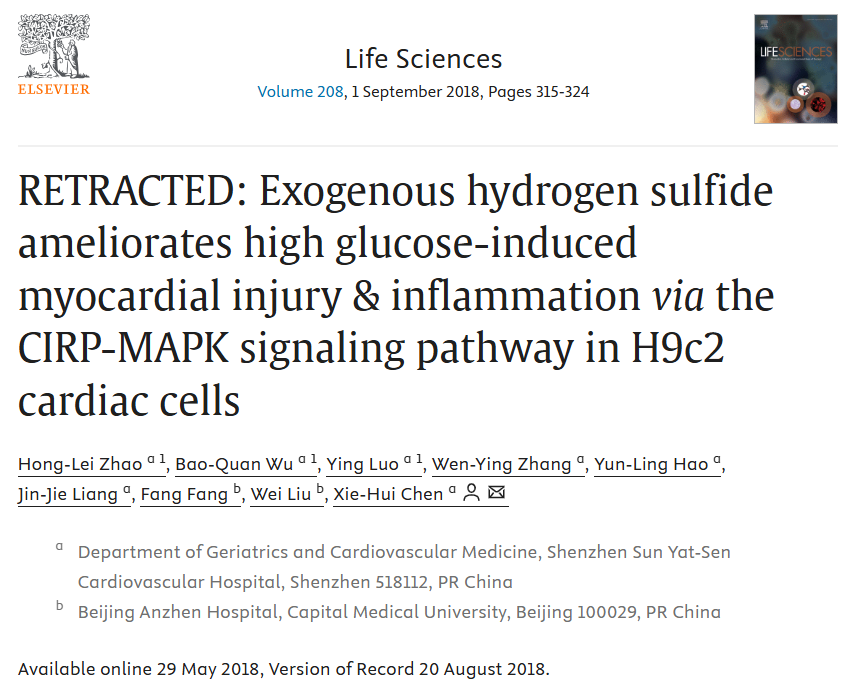 Life Sciences
Volume 208, 1 September 2018, Pages 315-324
ELSEVIER
LIFESCIENCES
RETRACTED: Exogenous hydrogen sulfide
ameliorates high glucose-induced
myocardial injury & inflammation via the
CIRP-MAPK signaling pathway in H9c2
cardiac cells
Hong-Lei Zhao a 1, Bao-Quan Wu a 1, Ying Luo a 1, Wen-Ying Zhang a, Yun-Ling Hao a,
Jin-Jie Liang a, Fang Fang b, Wei Liu b, Xie-Hui Chen a
a Department of Geriatrics and Cardiovascular Medicine, Shenzhen Sun Yat-Sen
Cardiovascular Hospital, Shenzhen 518112, PR China
b Beijing Anzhen Hospital, Capital Medical University, Beijing 100029, PR China
Available online 29 May 2018, Version of Record 20 August 2018.